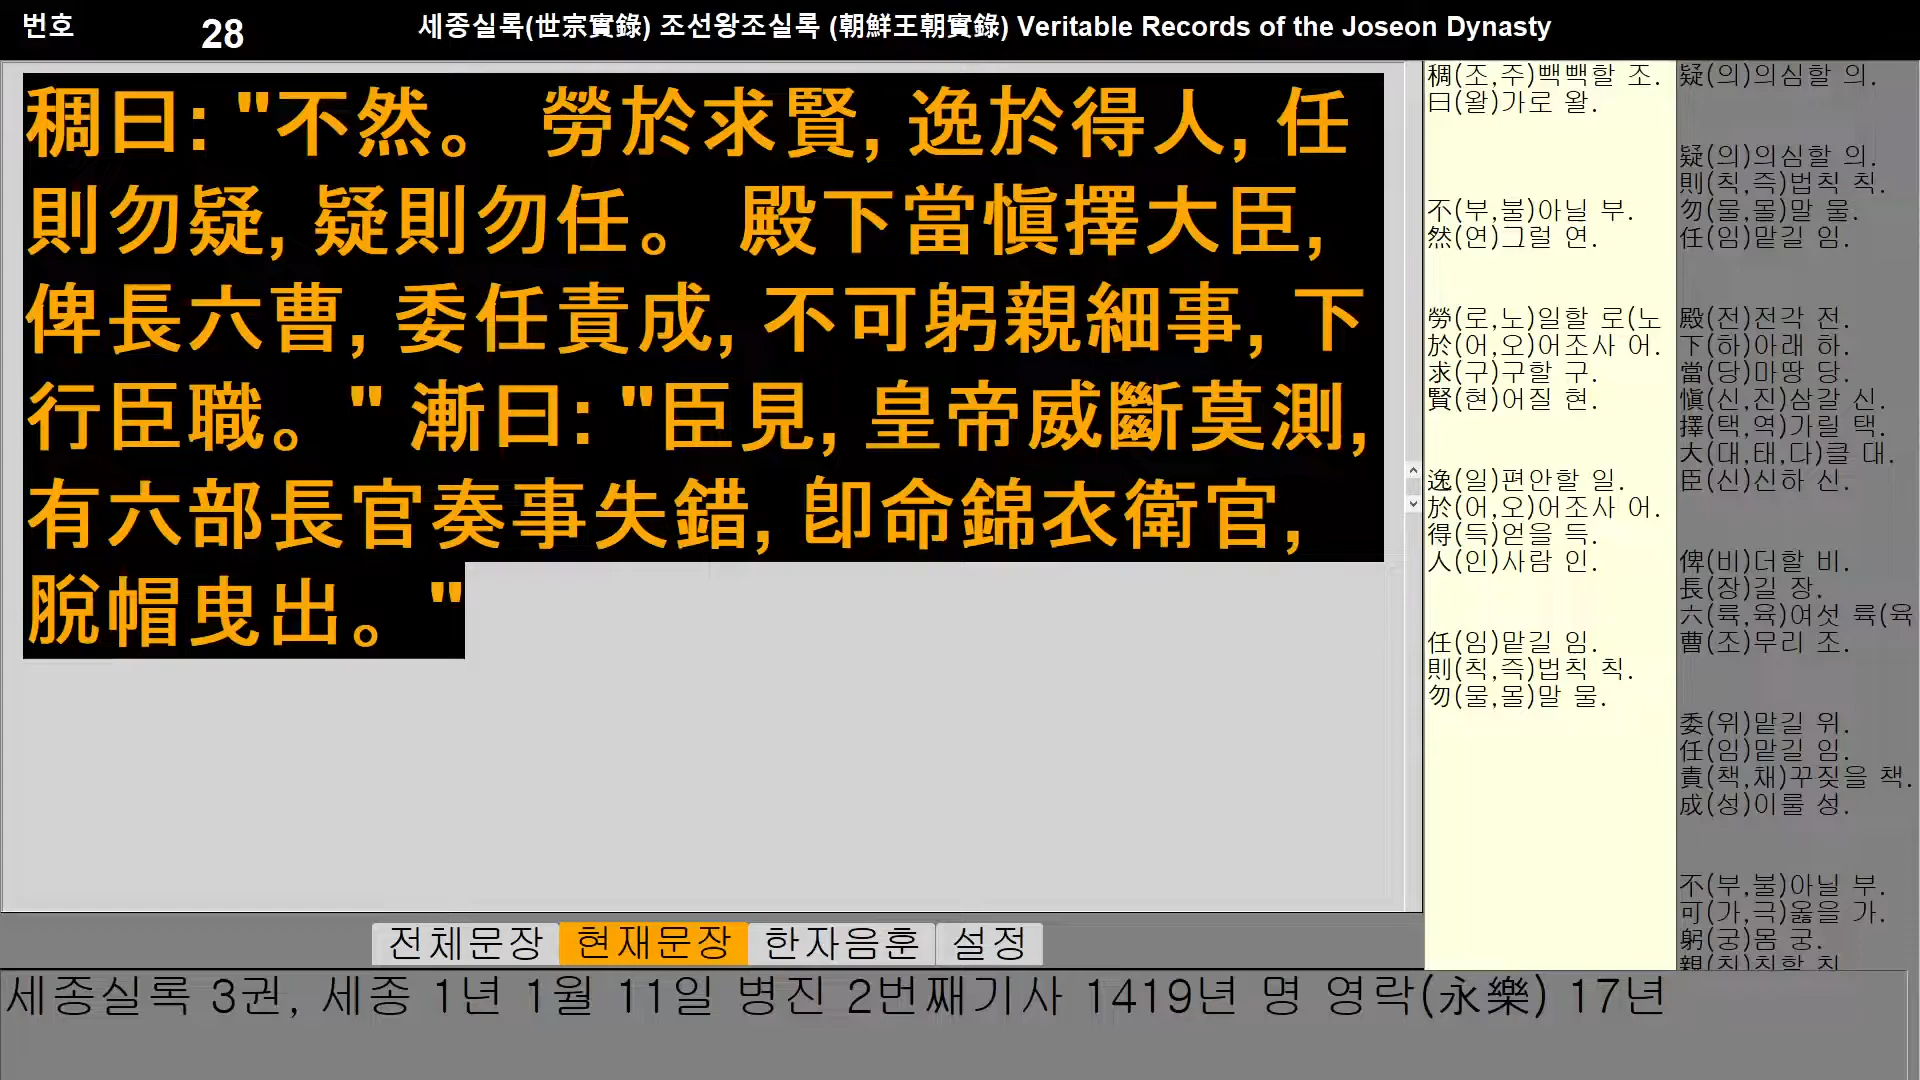 번호
28
세종실록(世宗實錄) 조선왕조실록 (朝鮮王朝實錄) Veritable Records of the Joseon Dynasty
稠曰: "不然。 勞於求賢, 逸於得人, 任
則勿疑, 疑則勿任。 殿下當愼擇大臣,
俾長六曹, 委任責成, 不可躬親細事, 下
行臣職。" 漸曰: "臣見, 皇帝威斷莫測,
有六部長官奏事失錯, 卽命錦衣衛官,
脫帽曳出。"
稠(조,주)빽빽할 조.
曰(왈)가로 왈.
不(부,불)아닐 부.
然(연)그럴 연.
勞(로,노)일할 로(노
於(어,오)어조사 어.
求(구)구할 구.
賢(현)어질 현.
逸(일)편안할 일.
於(어,오)어조사 어.
得(득)얻을 득.
人(인)사람 인.
任(임)맡길 임.
則(칙,즉)법칙 칙.
勿(물,몰)말 물.
疑(의)의심할 의.
疑(의)의심할 의.
則(칙,즉)법칙 칙.
勿(물,몰)말 물.
任(임)맡길 임.
殿(전)전각 전.
下(하)아래 하.
當(당)마땅 당.
愼(신,진)삼갈 신.
擇(택,역)가릴 택.
大(대,태,다)클 대.
臣(신)신하 신.
俾(비)더할 비.
長(장)길 장.
六(륙,육)여섯 륙(육
曹(조)무리 조.
委(위)맡길 위.
任(임)맡길 임.
責(책,채)꾸짖을 책.
成(성)이룰 성.
不(부,불)아닐 부.
可(가,극)옳을 가.
躬(궁)몸 궁.
親(친)친할 친
전체문장
현재문장
한자음훈
설정
세종실록 3권, 세종 1년 1월 11일 병진 2번째기사 1419년 명 영락(永樂) 17년